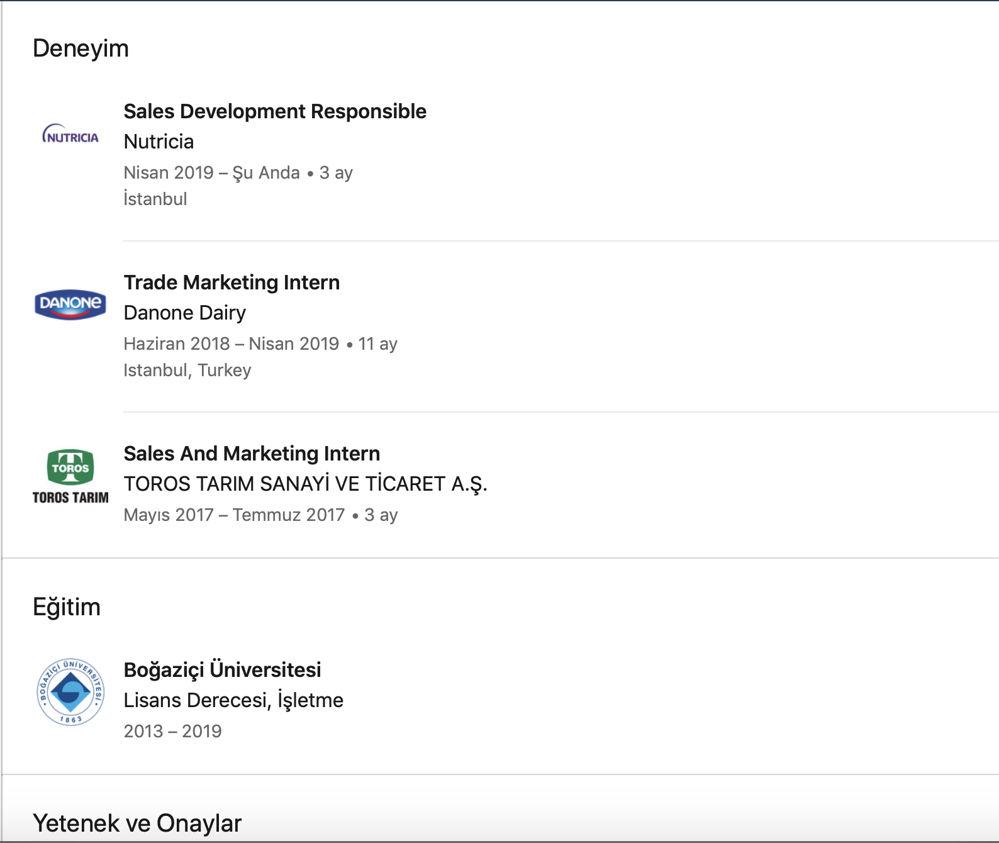 Deneyim
NUTRICIA
Sales Development Responsible
Nutricia
Nisan 2019 – Şu Anda • 3 ay
İstanbul
DANONE
Trade Marketing Intern
Danone Dairy
Haziran 2018 – Nisan 2019 • 11 ay
Istanbul, Turkey
TOROS
TOROS TARIM
Sales And Marketing Intern
TOROS TARIM SANAYİ VE TİCARET A.Ş.
Mayıs 2017 – Temmuz 2017 • 3 ay
Eğitim
BOĞAZİÇİ ÜNİVERSİTESİ
1863
Boğaziçi Üniversitesi
Lisans Derecesi, İşletme
2013 – 2019
Yetenek ve Onaylar